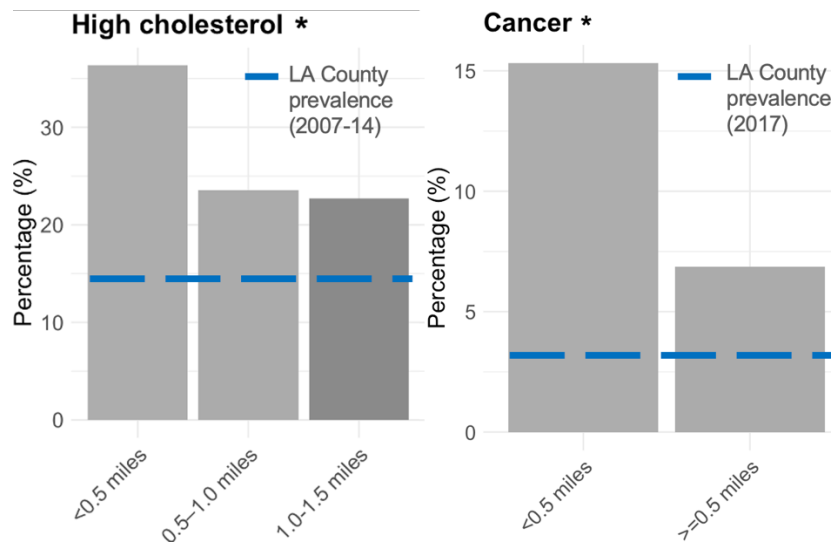 High cholesterol *
LA County
prevalence
(2007-14)
Percentage (%)
30
20
10
0
<0.5 miles
0.5–1.0 miles
1.0-1.5 miles
Cancer *
LA County
prevalence
(2017)
Percentage (%)
15
10
5
0
<0.5 miles
>=0.5 miles